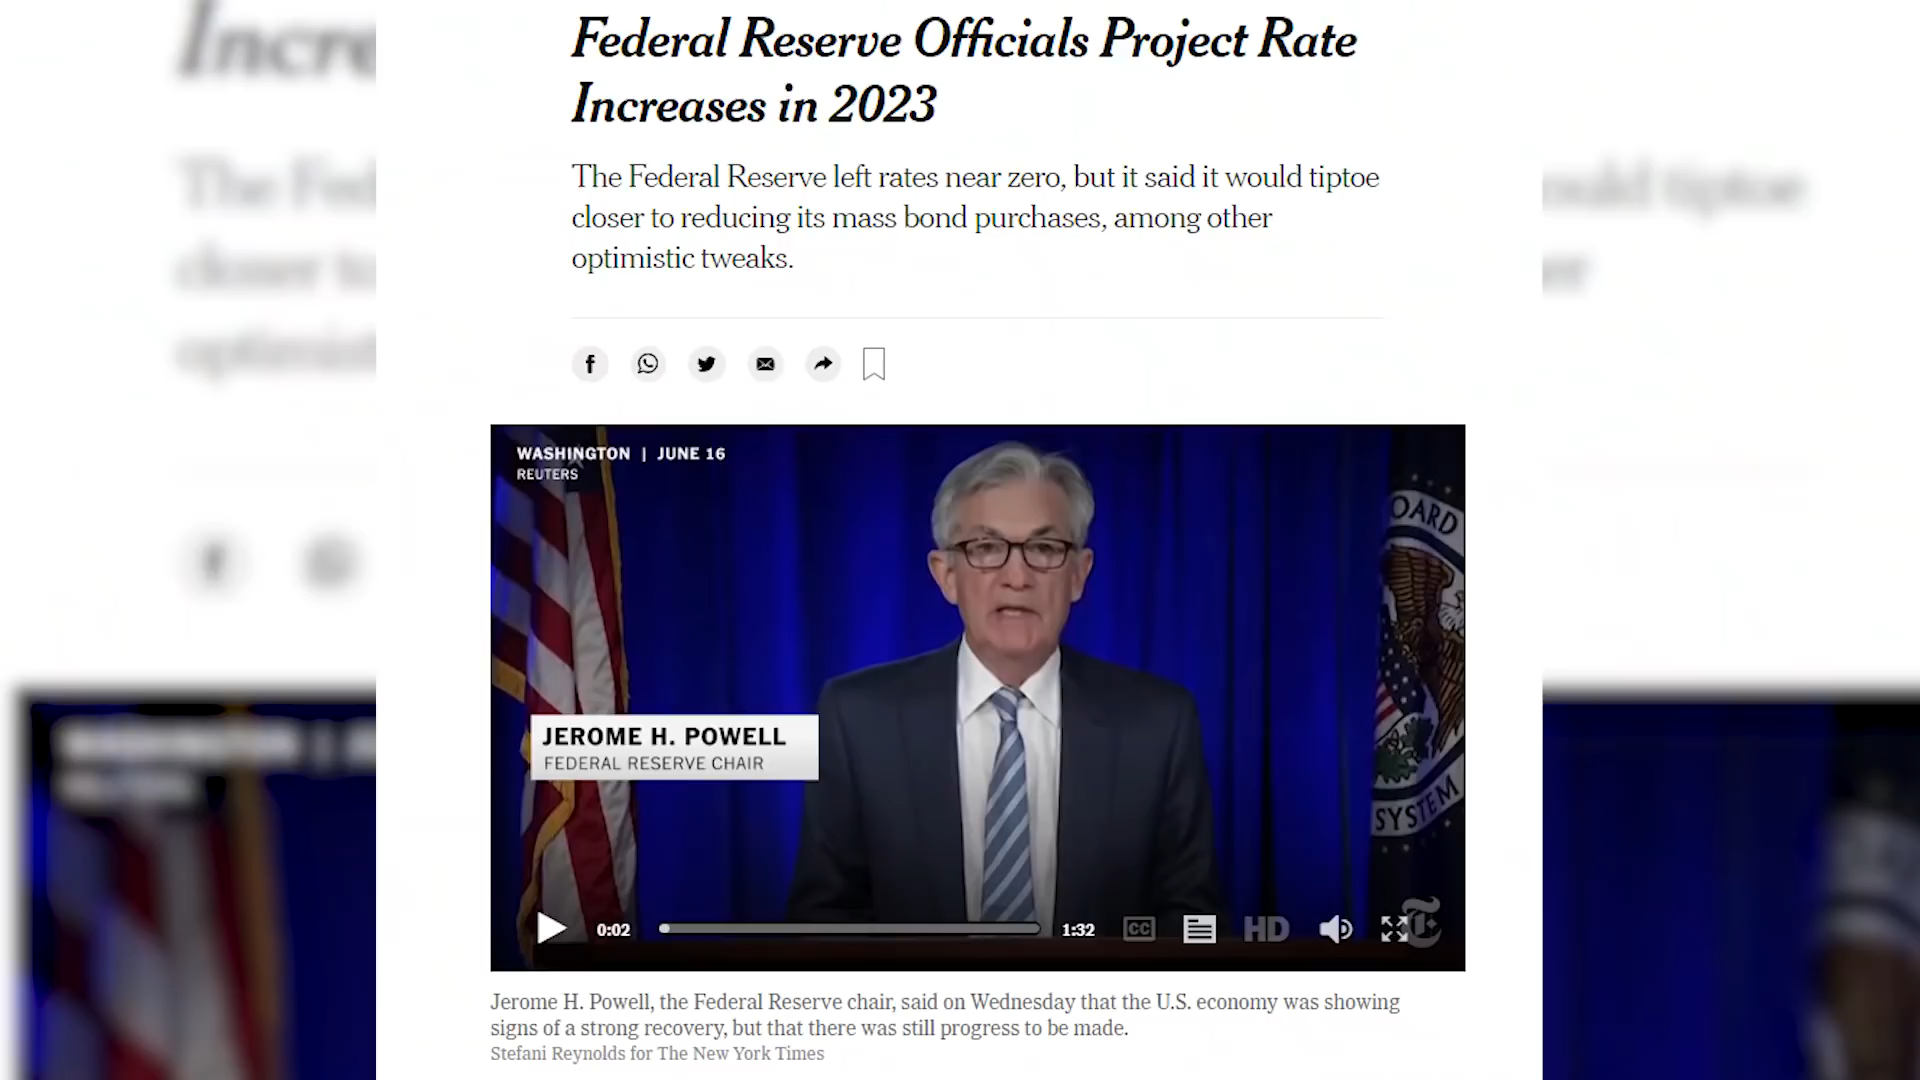 Federal Reserve Officials Project Rate
Increases in 2023
The Federal Reserve left rates near zero, but it said it would tiptoe
closer to reducing its mass bond purchases, among other
optimistic tweaks.
WASHINGTON | JUNE 16
REUTERS
OARD
SYSTEM
JEROME H. POWELL
FEDERAL RESERVE CHAIR
0:02
1:32
CC
HD
Jerome H. Powell, the Federal Reserve chair, said on Wednesday that the U.S. economy was showing
signs of a strong recovery, but that there was still progress to be made.
Stefani Reynolds for The New York Times